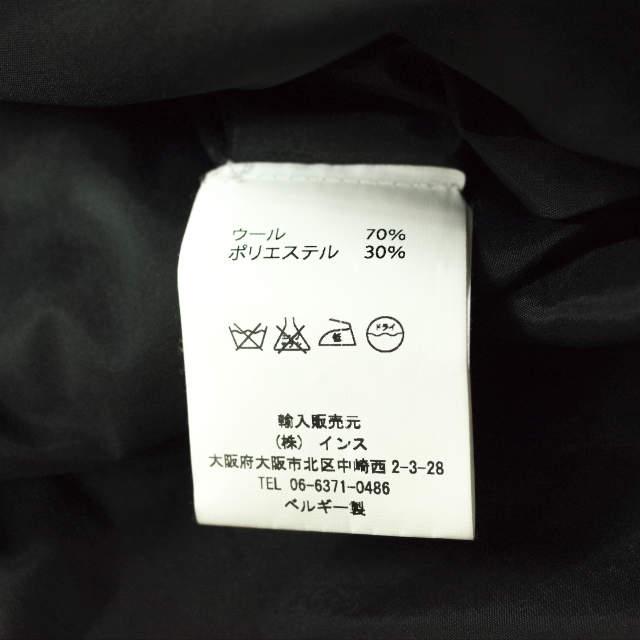 ウール 70%
ポリエステル 30%
低 ドライ
輸入販売元
(株) インス
大阪府大阪市北区中崎西 2-3-28
TEL 06-6371-0486
ベルギー製